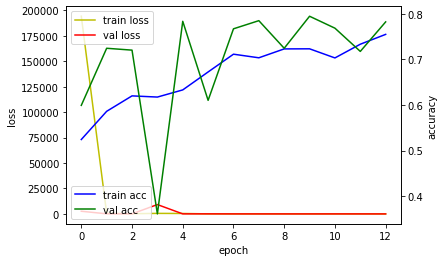 200000
175000
150000
125000
100000
75000
50000
25000
0
loss
train loss
val loss
train acc
val acc
0.8
0.7
0.6
0.5
0.4
accuracy
0 2 4 6 8 10 12
epoch